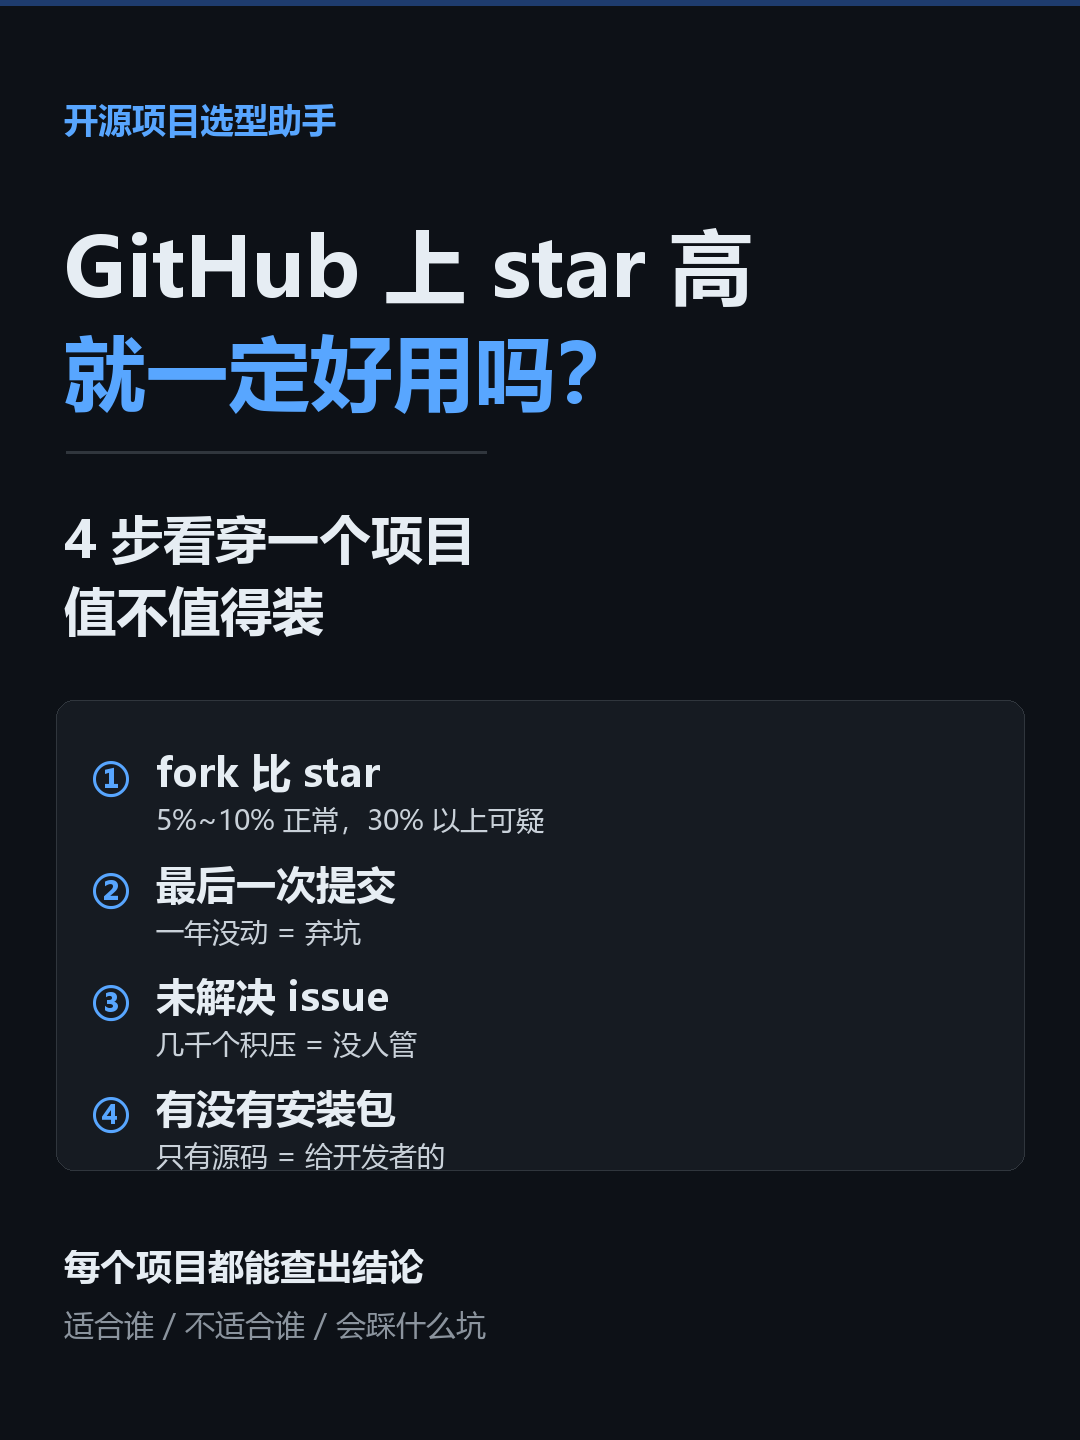 开源项目选型助手
GitHub 上 star 高
就一定好用吗？
4 步看穿一个项目
值不值得装
① fork 比 star
5%~10% 正常，30% 以上可疑
② 最后一次提交
一年没动 = 弃坑
③ 未解决 issue
几千个积压 = 没人管
④ 有没有安装包
只有源码 = 给开发者的
每个项目都能查出结论
适合谁 / 不适合谁 / 会踩什么坑